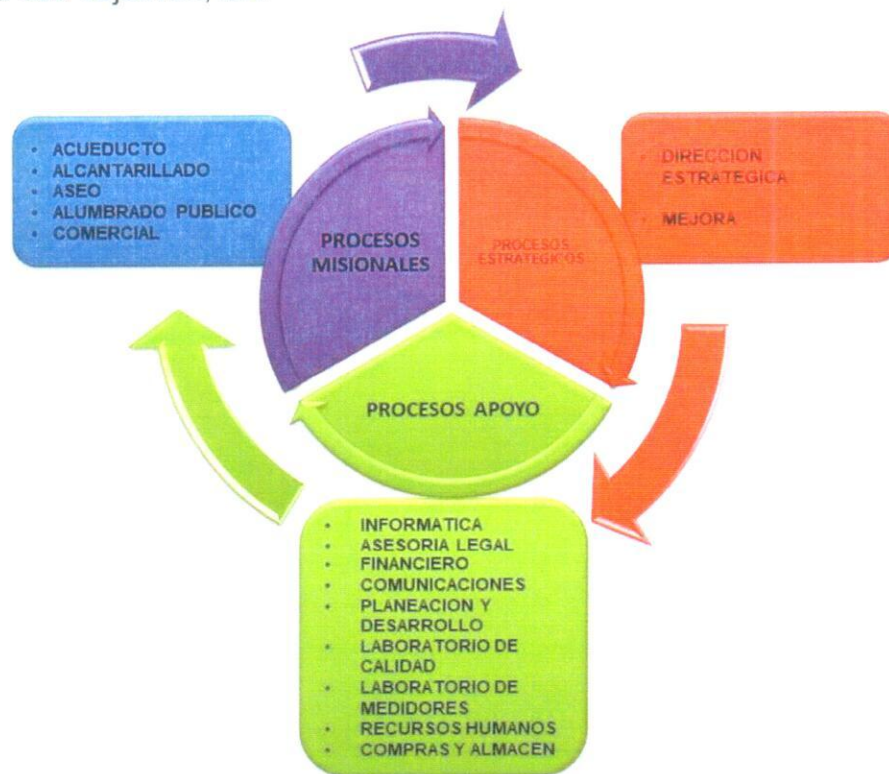 • ACUEDUCTO
• ALCANTARILLADO
• ASEO
• ALUMBRADO PUBLICO
• COMERCIAL
PROCESOS
MISIONALES
PROCESOS
ESTRATEGICOS
• DIRECCION
ESTRATEGICA
• MEJORA
PROCESOS APOYO
• INFORMATICA
• ASESORIA LEGAL
• FINANCIERO
• COMUNICACIONES
• PLANEACION Y
DESARROLLO
• LABORATORIO DE
CALIDAD
• LABORATORIO DE
MEDIDORES
• RECURSOS HUMANOS
• COMPRAS Y ALMACEN